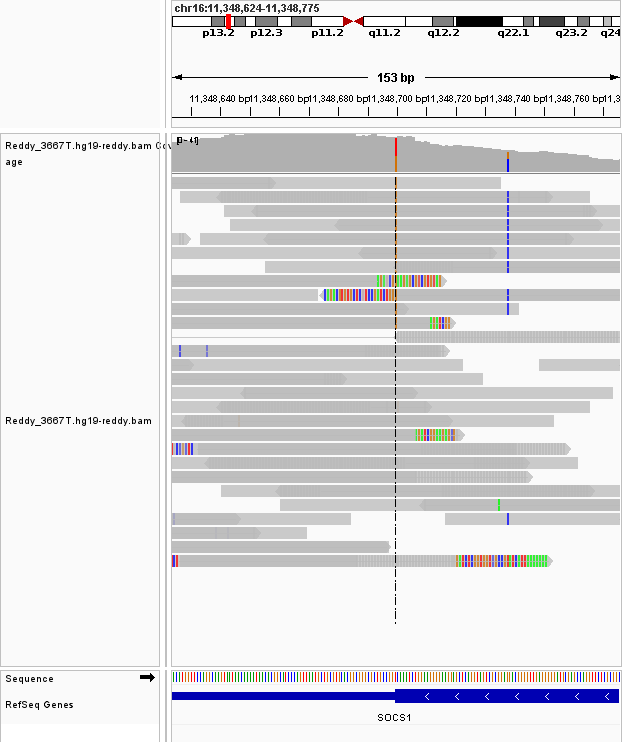 chr16:11,348,624-11,348,775
p13.2 p12.3 p11.2 q11.2 q12.2 q22.1 q23.2 q24
153 bp
11,348,640 bp 11,348,660 bp 11,348,680 bp 11,348,700 bp 11,348,720 bp 11,348,740 bp 11,348,760 bp 11,3
Reddy_3667T.hg19-reddy.bam Cov
age
Reddy_3667T.hg19-reddy.bam
Sequence
RefSeq Genes
SOCS1